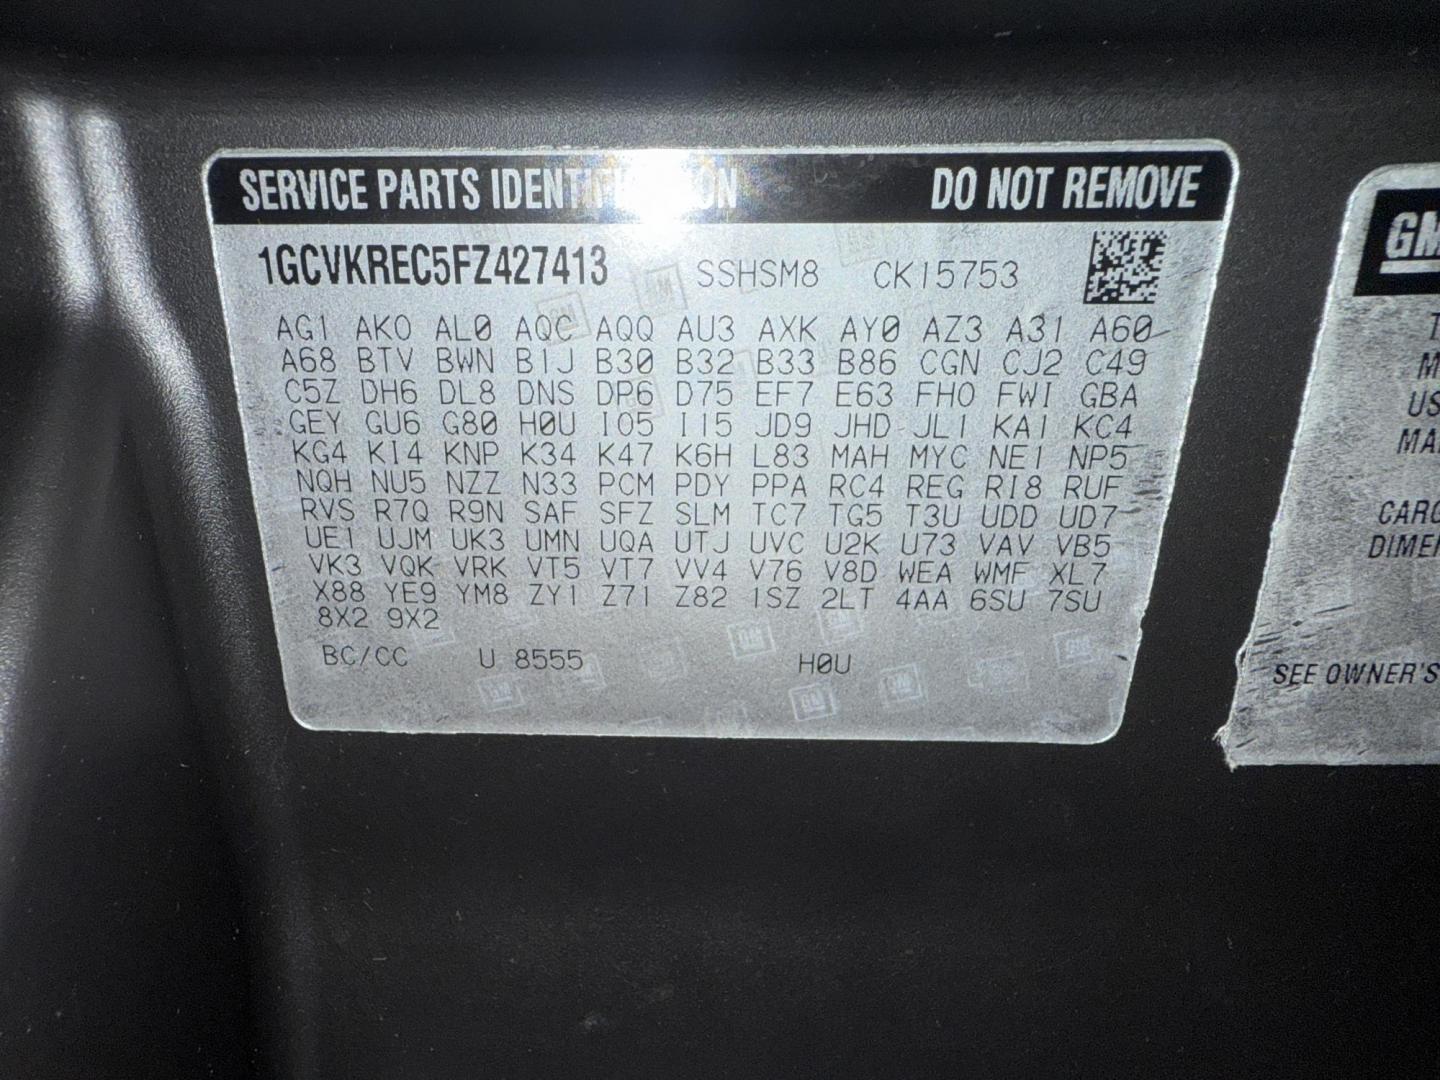 SERVICE PARTS IDENTIFICATION DO NOT REMOVE
1GCVKREC5FZ427413 SSHSM8 CK15753
AG1 AK0 AL0 AQC AQQ AU3 AXK AY0 AZ3 A31 A60
A68 BTV BWN B1J B30 B32 B33 B86 CGN CJ2 C49
C5Z DH6 DL8 DNS DP6 D75 EF7 E63 FH0 FWI GBA
GEY GU6 G80 H0U I05 I15 JD9 JHD JL1 KA1 KC4
KG4 KI4 KNP K34 K47 K6H L83 MAH MYC NE1 NP5
NQH NU5 NZZ N33 PCM PDY PPA RC4 REG RI8 RUF
RVS R7Q R9N SAF SFZ SLM TC7 TG5 T3U UDD UD7
UE1 UJM UK3 UMN UQA UTJ UVC U2K U73 VAV VB5
VK3 VQK VRK VT5 VT7 VV4 V76 V8D WEA WMF XL7
X88 YE9 YM8 ZY1 Z71 Z82 1SZ 2LT 4AA 6SU 7SU
8X2 9X2
BC/CC U 8555 H0U
GM
US
CARG
DIMEN
SEE OWNER'S